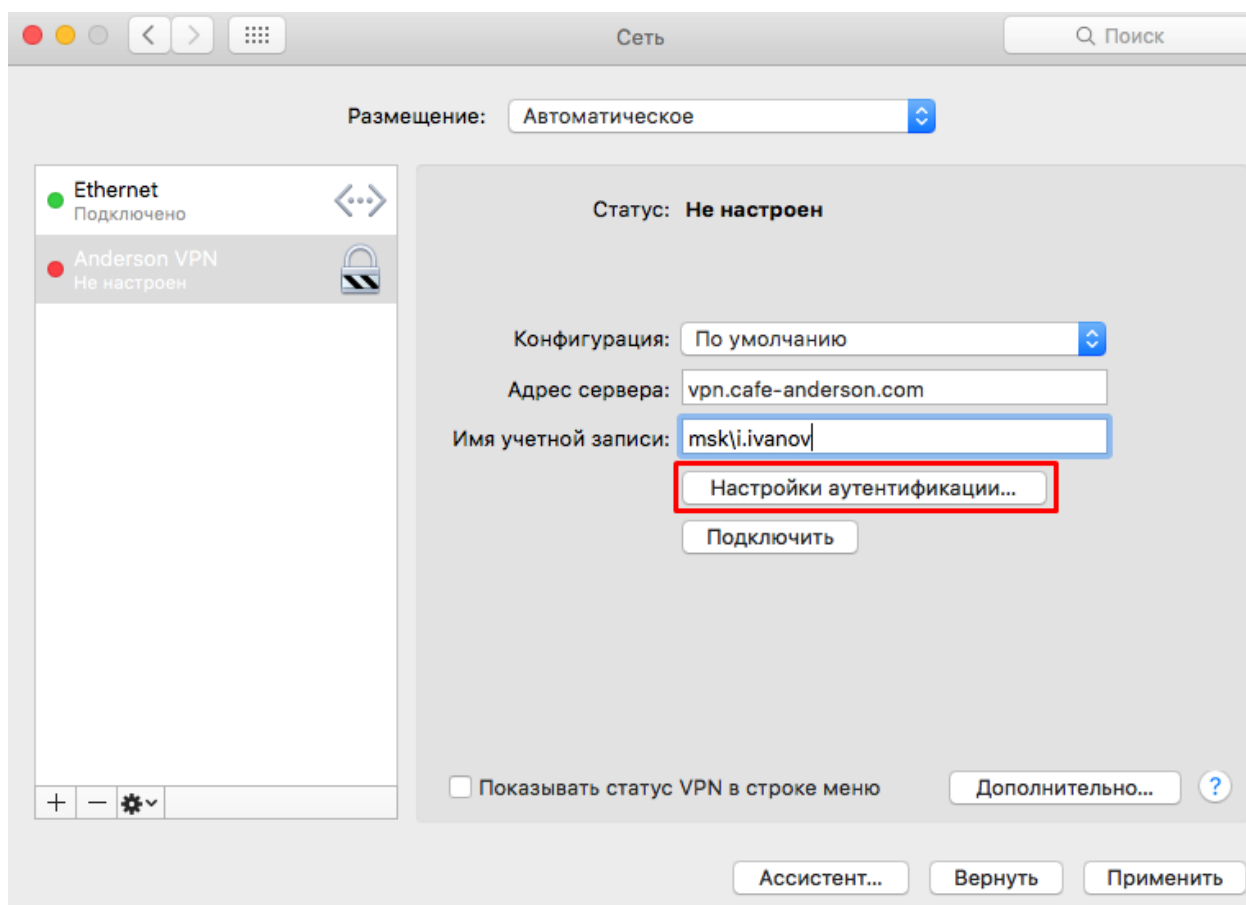 Сеть
Поиск
Размещение: Автоматическое
Ethernet
Подключено
Anderson VPN
Не настроен
Статус: Не настроен
Конфигурация: По умолчанию
Адрес сервера: vpn.cafe-anderson.com
Имя учетной записи: msk\i.ivanov
Настройки аутентификации...
Подключить
Показывать статус VPN в строке меню
Дополнительно...
?
Ассистент...
Вернуть
Применить